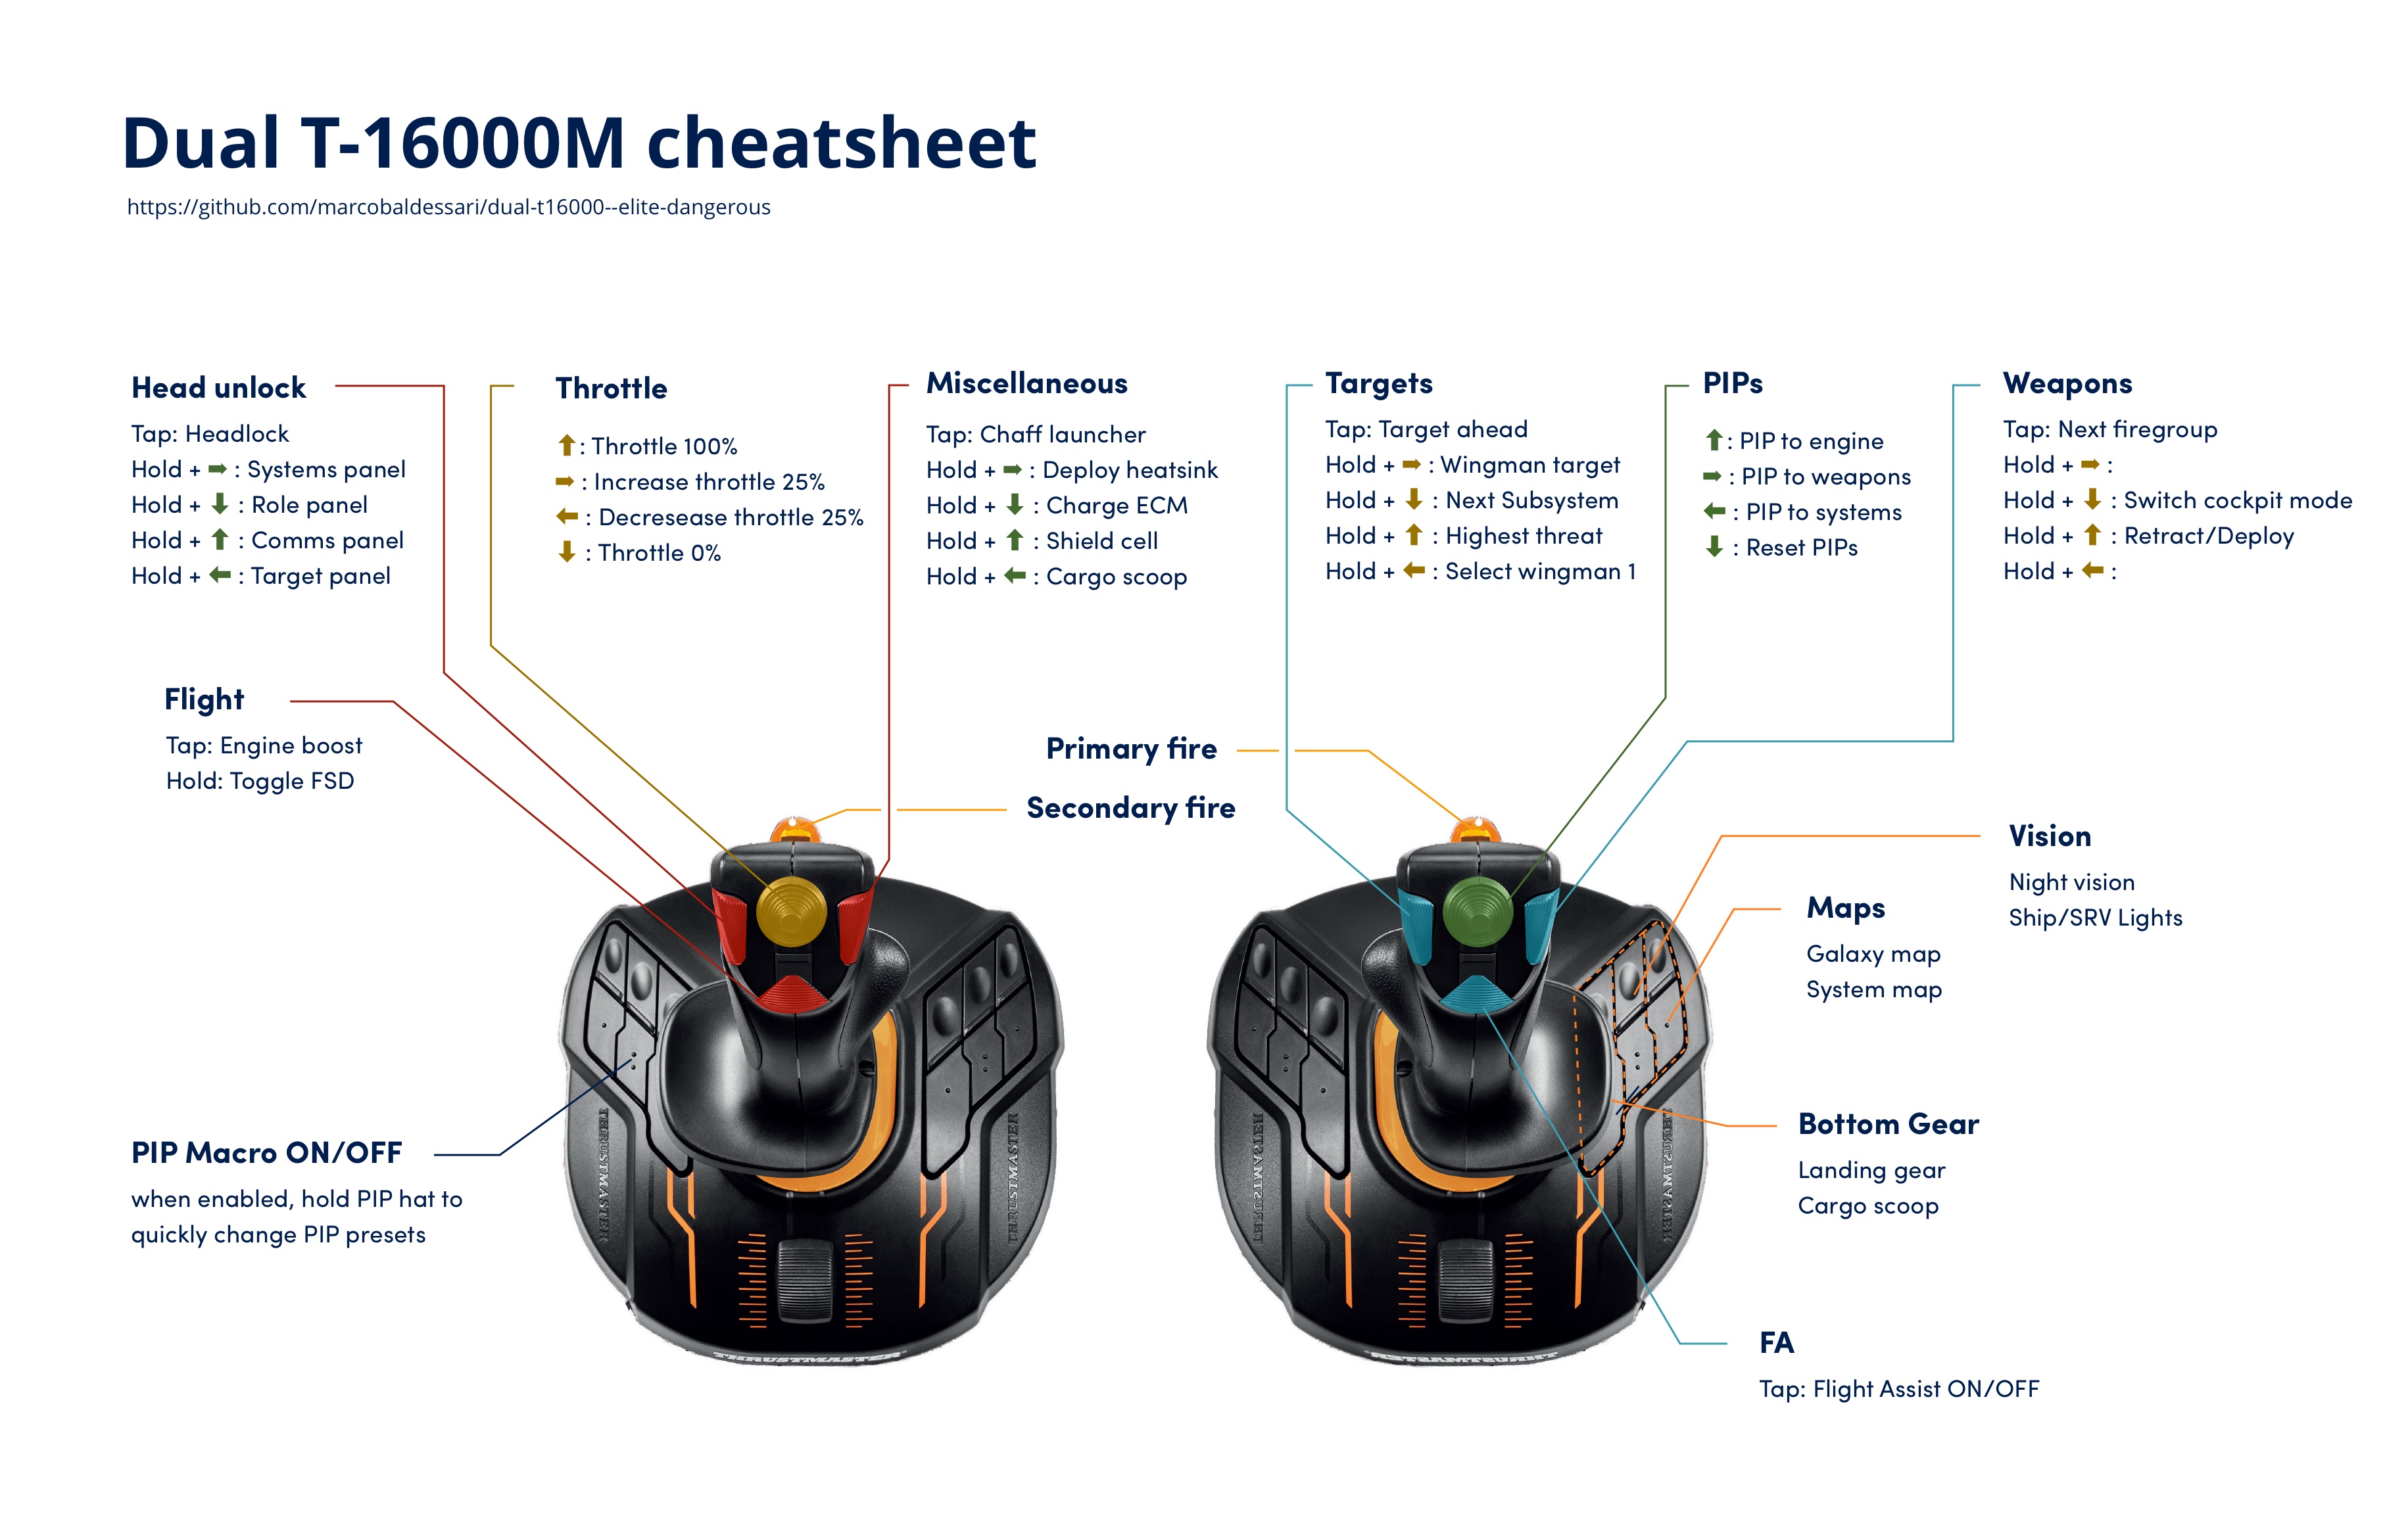 Dual T-16000M cheatsheet
https://github.com/marcobaldessari/dual-t16000--elite-dangerous
Head unlock
Tap: Headlock
Hold + ➡ : Systems panel
Hold + ⬇ : Role panel
Hold + ⬆ : Comms panel
Hold + ⬅ : Target panel
Throttle
⬆ : Throttle 100%
➡ : Increase throttle 25%
⬅ : Decresease throttle 25%
⬇ : Throttle 0%
Miscellaneous
Tap: Chaff launcher
Hold + ➡ : Deploy heatsink
Hold + ⬇ : Charge ECM
Hold + ⬆ : Shield cell
Hold + ⬅ : Cargo scoop
Targets
Tap: Target ahead
Hold + ➡ : Wingman target
Hold + ⬇ : Next Subsystem
Hold + ⬆ : Highest threat
Hold + ⬅ : Select wingman 1
PIPs
⬆ : PIP to engine
➡ : PIP to weapons
⬅ : PIP to systems
⬇ : Reset PIPs
Weapons
Tap: Next firegroup
Hold + ➡ :
Hold + ⬇ : Switch cockpit mode
Hold + ⬆ : Retract/Deploy
Hold + ⬅ :
Flight
Tap: Engine boost
Hold: Toggle FSD
Primary fire
Secondary fire
Vision
Night vision
Ship/SRV Lights
Maps
Galaxy map
System map
Bottom Gear
Landing gear
Cargo scoop
PIP Macro ON/OFF
when enabled, hold PIP hat to
quickly change PIP presets
FA
Tap: Flight Assist ON/OFF
THRUSTMASTER
THRUSTMASTER
THRUSTMASTER
THRUSTMASTER
THRUSTMASTER
THRUSTMASTER